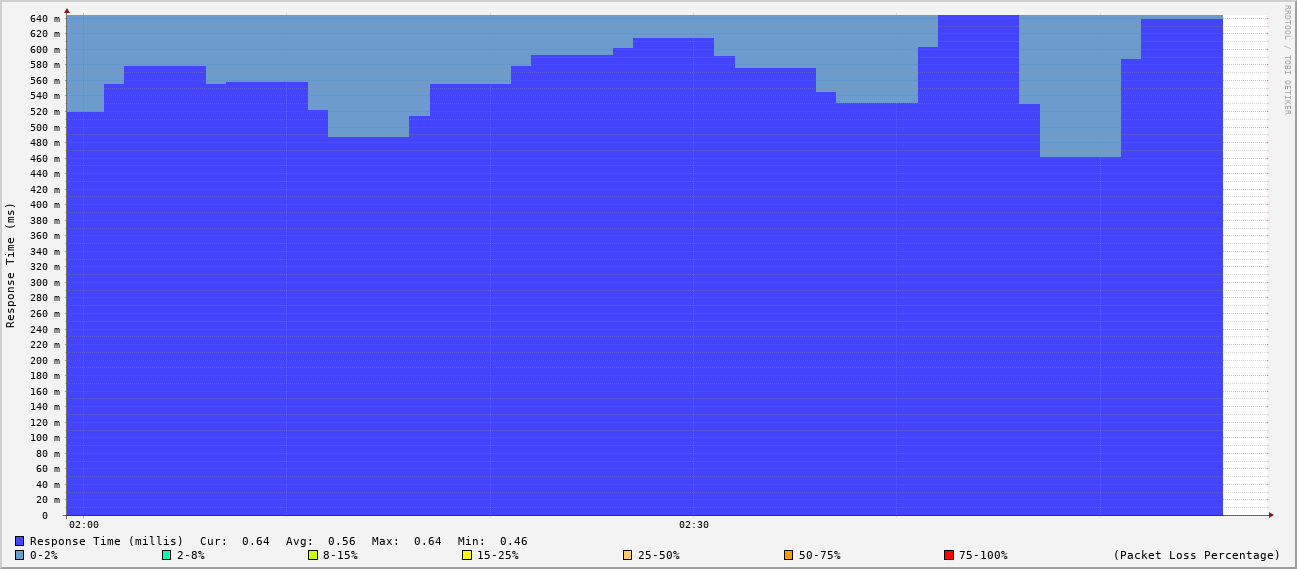 RRDTOOL / TOBI OETIKER
Response Time (ms)
640 m
620 m
600 m
580 m
560 m
540 m
520 m
500 m
480 m
460 m
440 m
420 m
400 m
380 m
360 m
340 m
320 m
300 m
280 m
260 m
240 m
220 m
200 m
180 m
160 m
140 m
120 m
100 m
80 m
60 m
40 m
20 m
0
02:00 02:30
Response Time (millis) Cur: 0.64 Avg: 0.56 Max: 0.64 Min: 0.46
0-2% 2-8% 8-15% 15-25% 25-50% 50-75% 75-100% (Packet Loss Percentage)